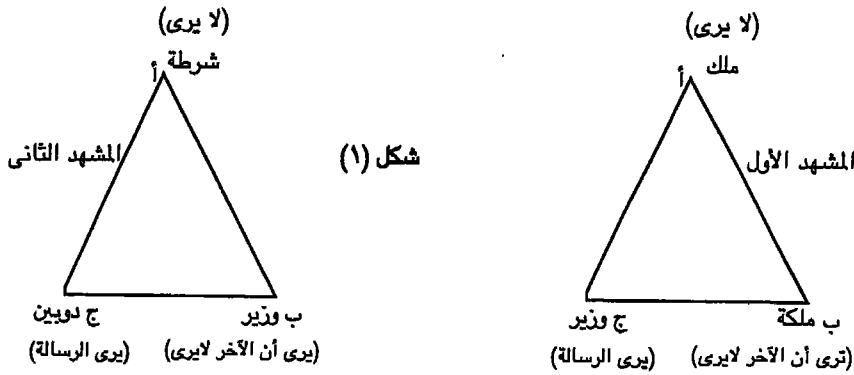 (لا يرى)
ملك
أ
المشهد الأول
ب ملكة
ج وزير
(ترى أن الآخر لايرى)
(يرى الرسالة)
شكل (١)
(لا يرى)
شرطة
أ
المشهد الثانى
ب وزير
ج دوبين
(يرى أن الآخر لايرى)
(يرى الرسالة)